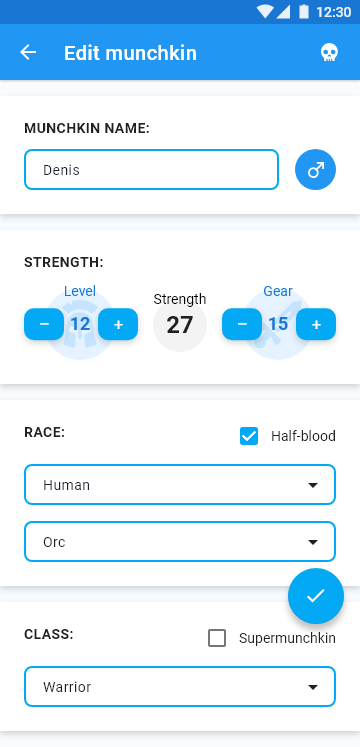 12:30
Edit munchkin
MUNCHKIN NAME:
Denis
STRENGTH:
Level
Strength
Gear
– 12 +
27
– 15 +
RACE:
Half-blood
Human
Orc
CLASS:
Supermunchkin
Warrior